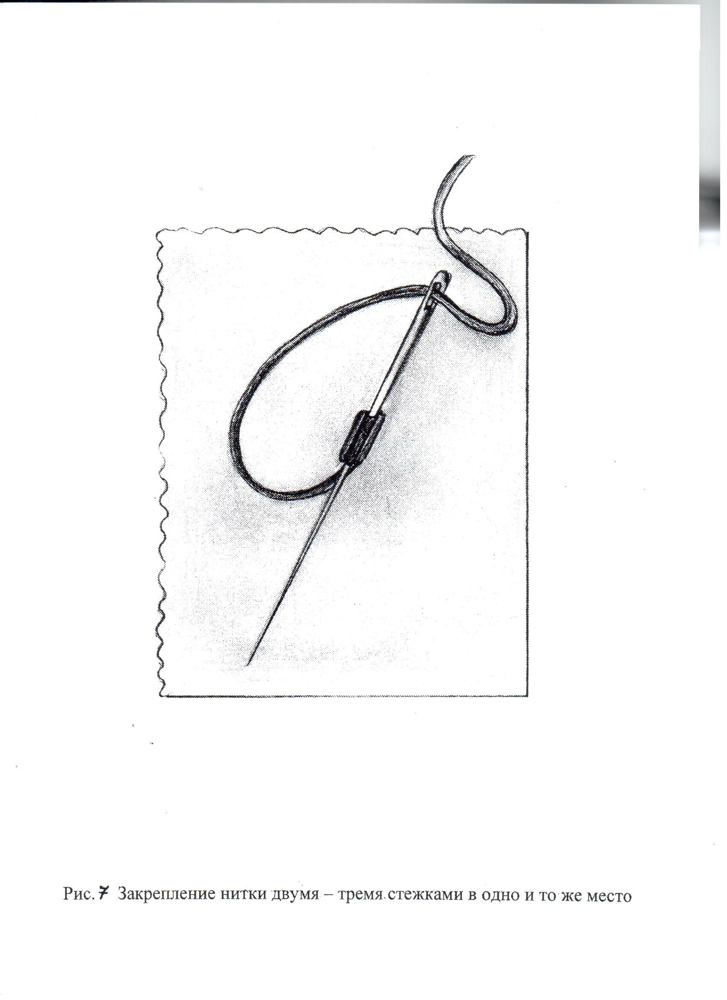 Рис. 7 Закрепление нитки двумя – тремя стежками в одно и то же место